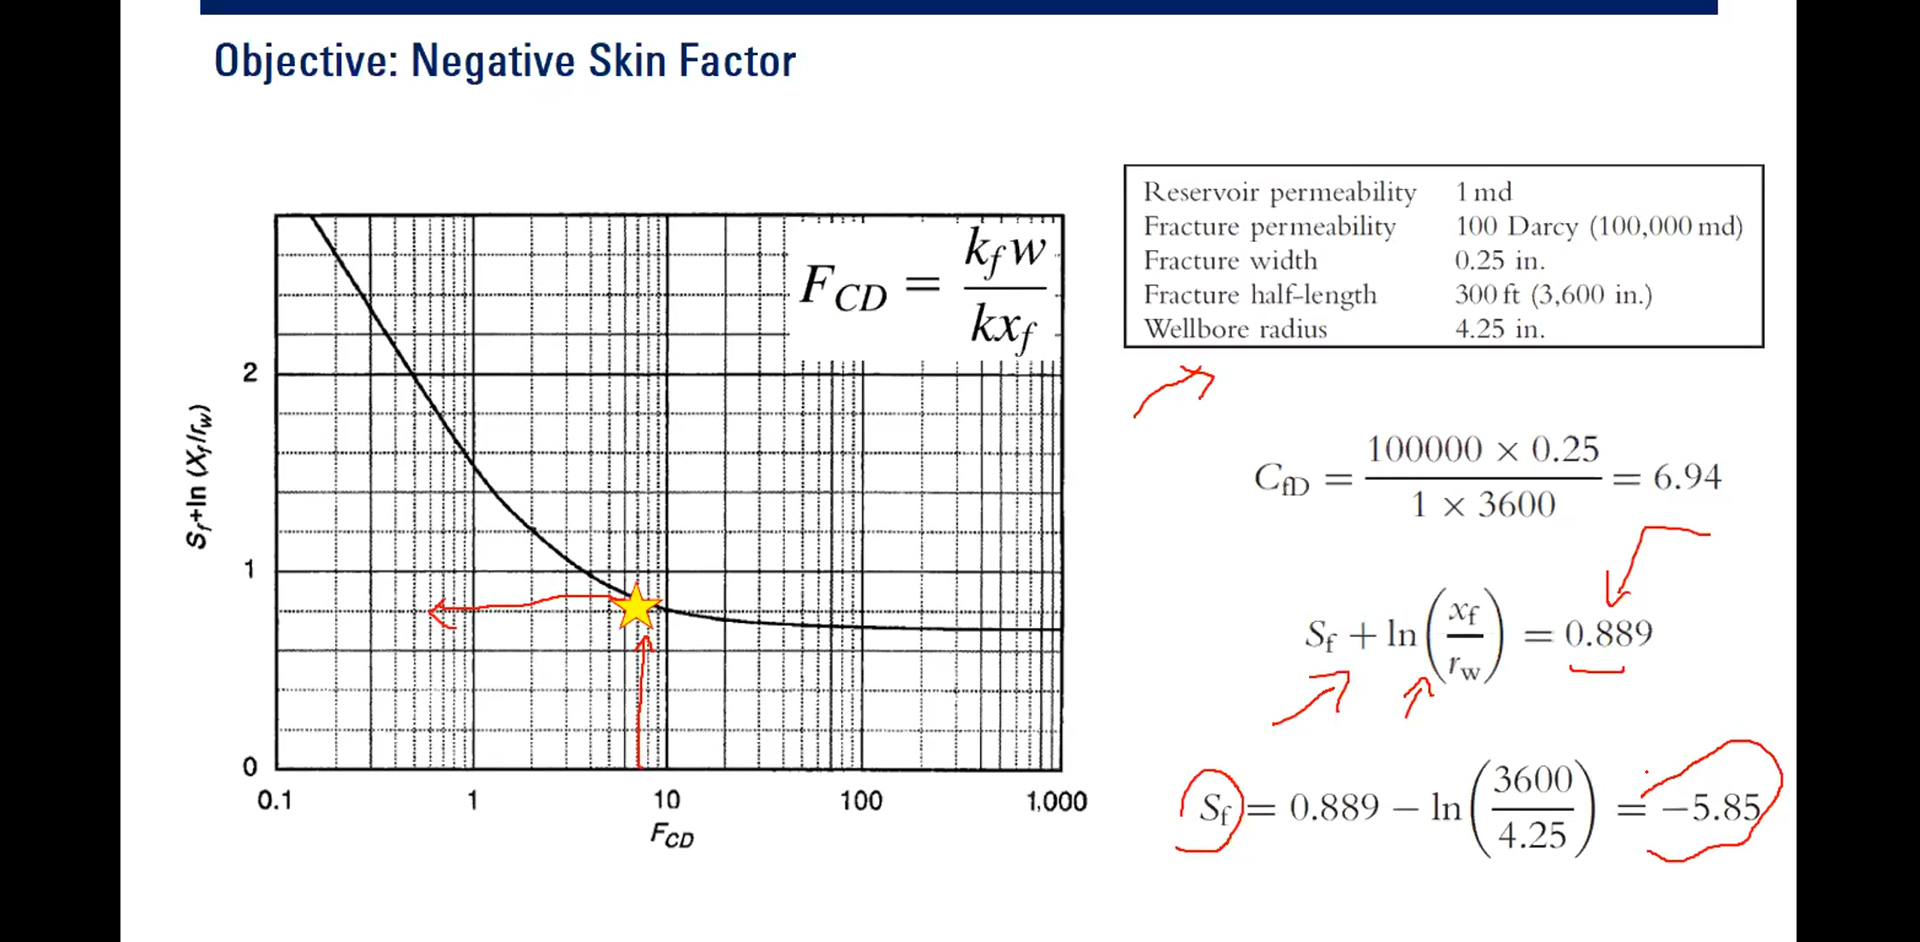 Objective: Negative Skin Factor
F_CD = k_f w / k x_f
S_f+ln (X_f/r_w)
2
1
0
0.1 1 10 100 1,000
F_CD
Reservoir permeability 1 md
Fracture permeability 100 Darcy (100,000 md)
Fracture width 0.25 in.
Fracture half-length 300 ft (3,600 in.)
Wellbore radius 4.25 in.
C_fD = 100000 × 0.25 / 1 × 3600 = 6.94
S_f + ln (x_f / r_w) = 0.889
S_f = 0.889 − ln (3600 / 4.25) = −5.85